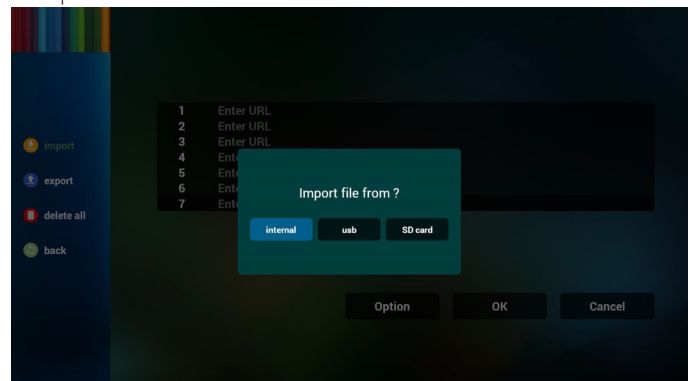 import
export
delete all
back
1 Enter URL
2 Enter URL
3 Enter URL
4 Ente
5 Ente
6 Ente
7 Ente
Import file from ?
internal usb SD card
Option OK Cancel